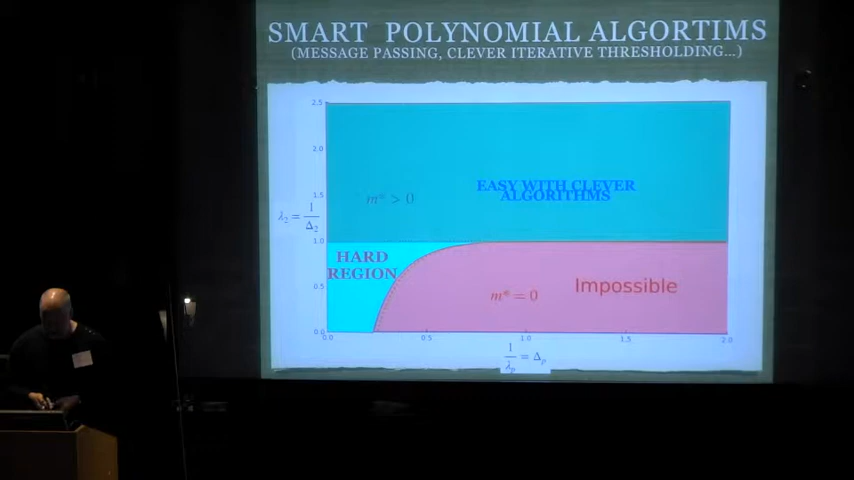 SMART POLYNOMIAL ALGORTIMS
(MESSAGE PASSING, CLEVER ITERATIVE THRESHOLDING...)
2.5
2.0
1.5
1.0
0.5
0.0
λ₂ = 1/Δ₂
m* > 0
EASY WITH CLEVER
ALGORITHMS
HARD
REGION
m* = 0
Impossible
0.0 0.5 1.0 1.5 2.0
1/λₚ = Δₚ